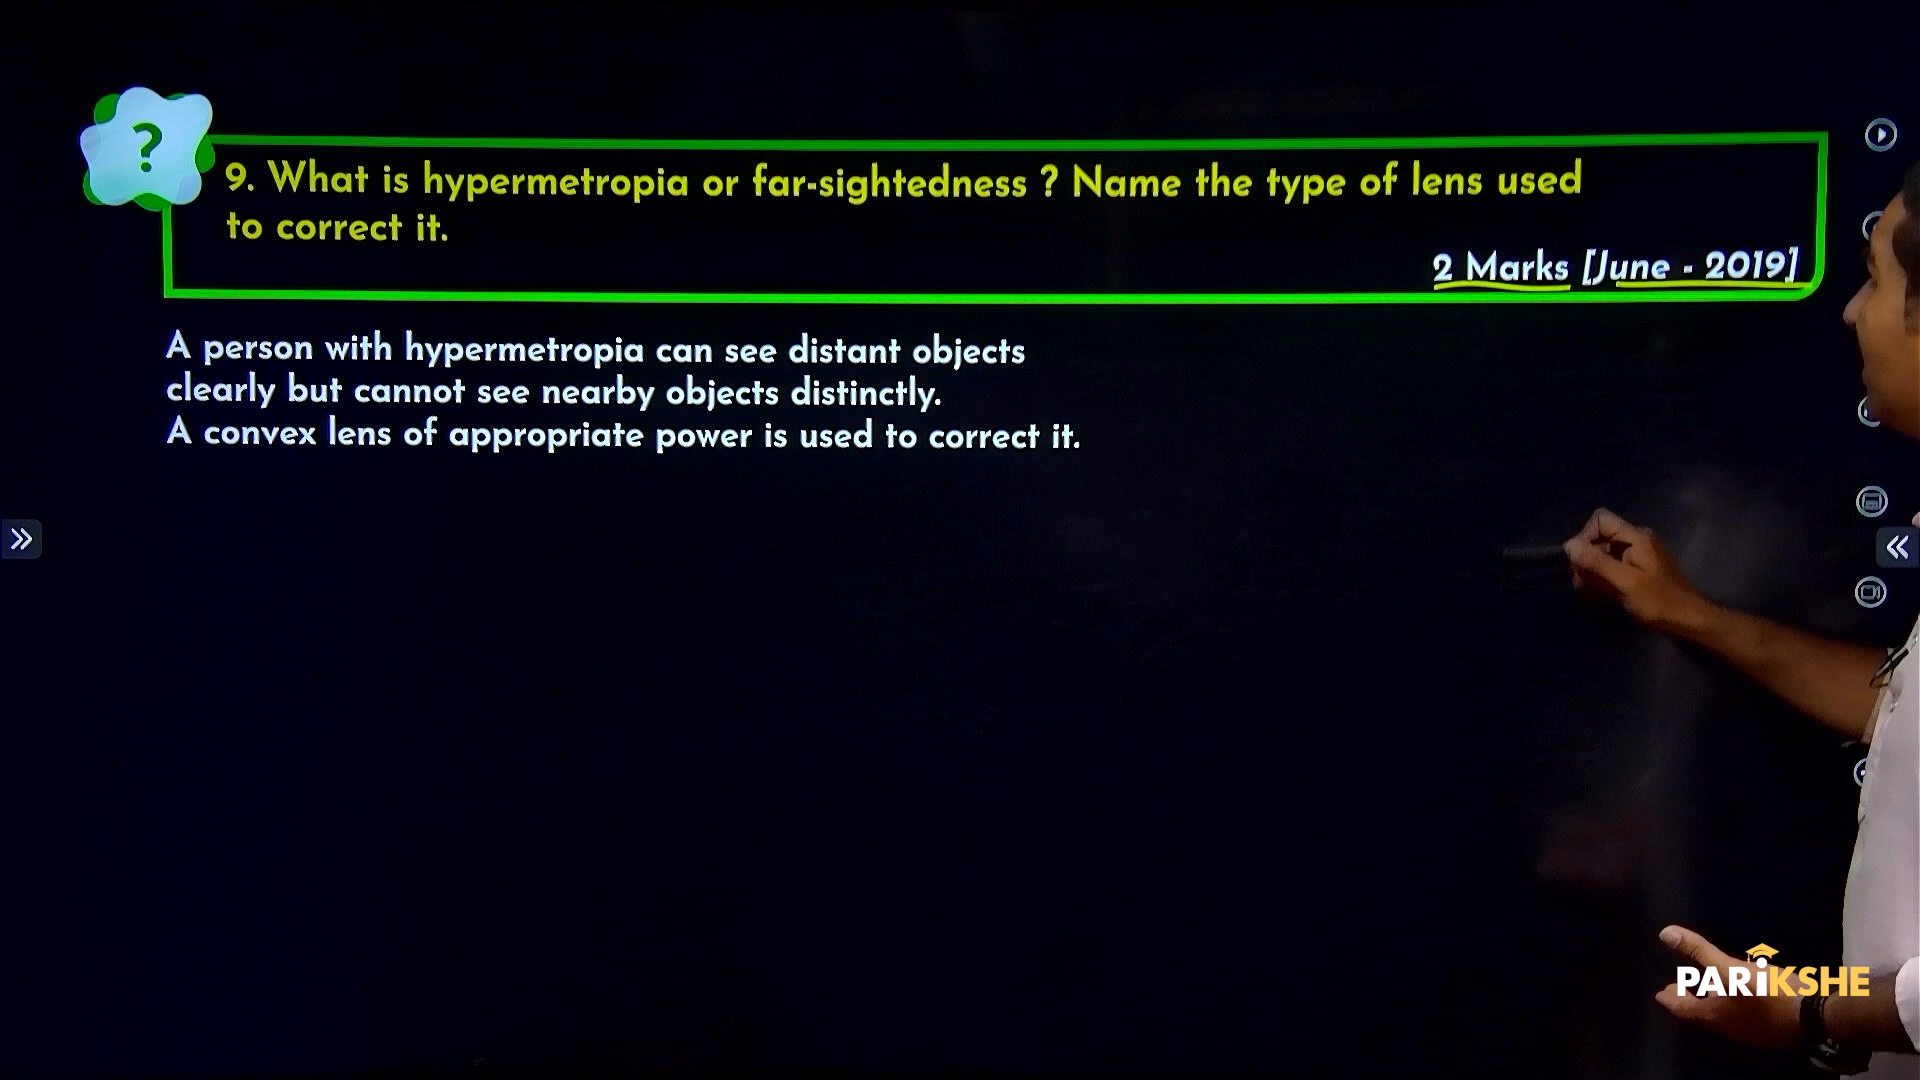 ?
9. What is hypermetropia or far-sightedness ? Name the type of lens used
to correct it.
2 Marks [June - 2019]
A person with hypermetropia can see distant objects
clearly but cannot see nearby objects distinctly.
A convex lens of appropriate power is used to correct it.
PARIKSHE